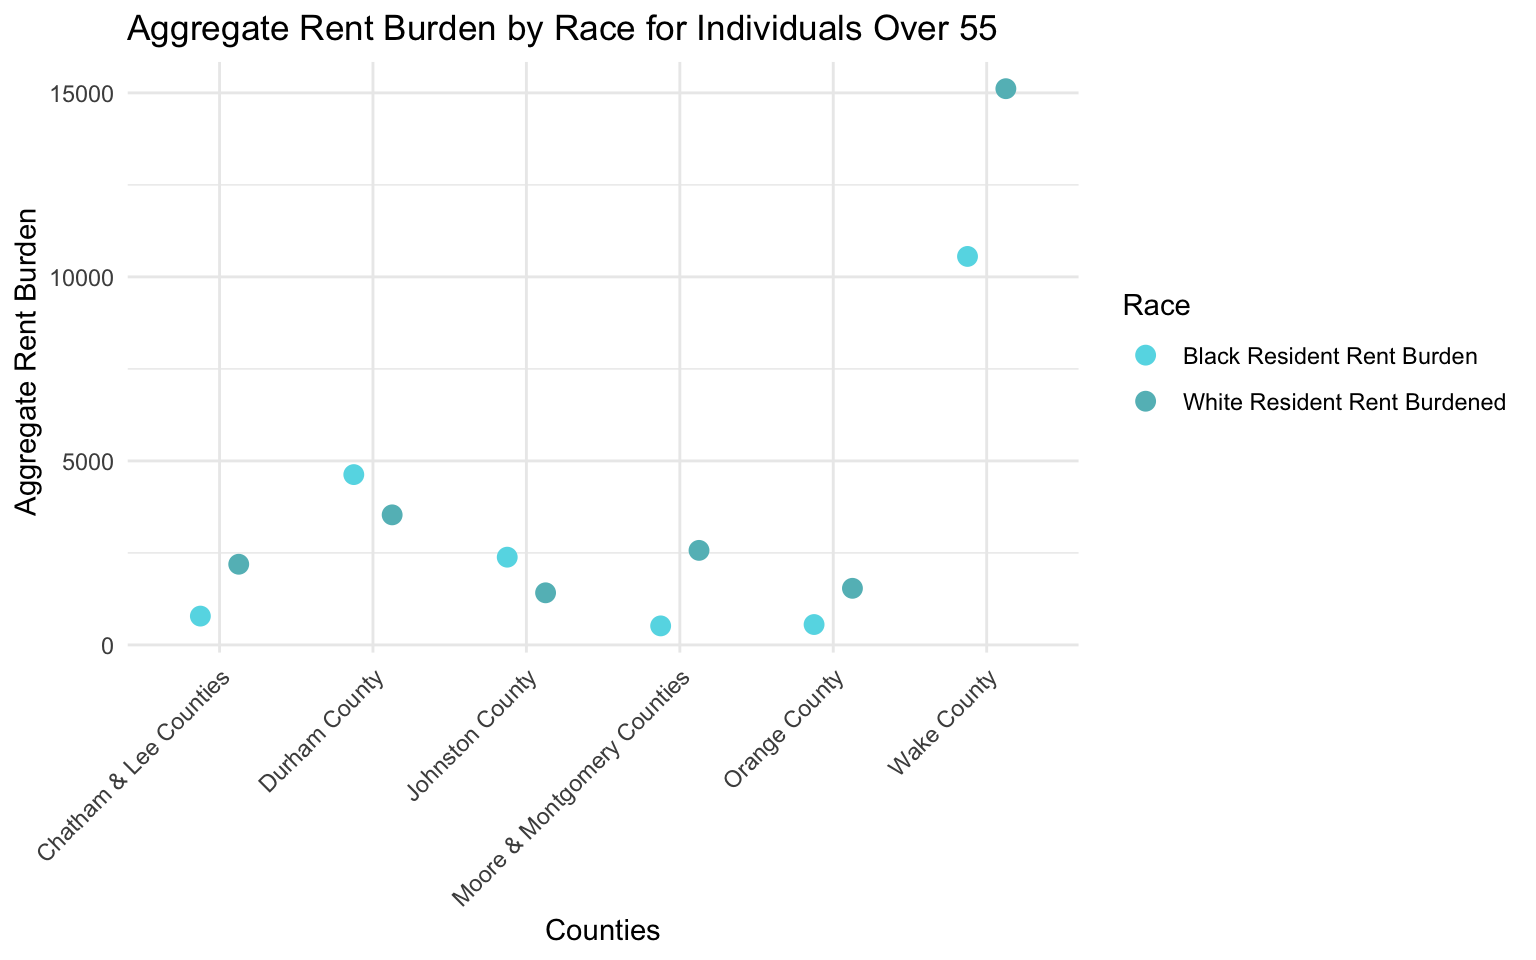 Aggregate Rent Burden by Race for Individuals Over 55
Aggregate Rent Burden
15000
10000
5000
0
Chatham & Lee Counties
Durham County
Johnston County
Moore & Montgomery Counties
Orange County
Wake County
Counties
Race
Black Resident Rent Burden
White Resident Rent Burdened